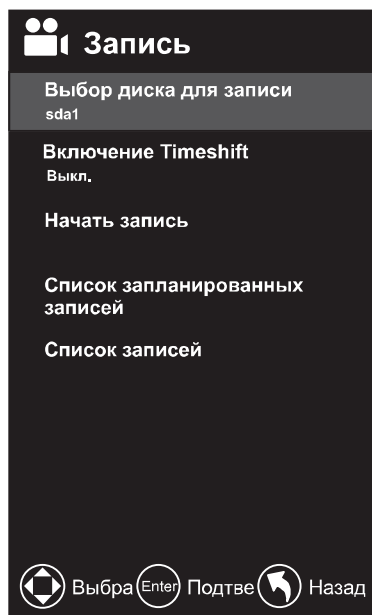 Запись
Выбор диска для записи
sda1
Включение Timeshift
Выкл.
Начать запись
Список запланированных
записей
Список записей
Выбра Enter Подтве Назад